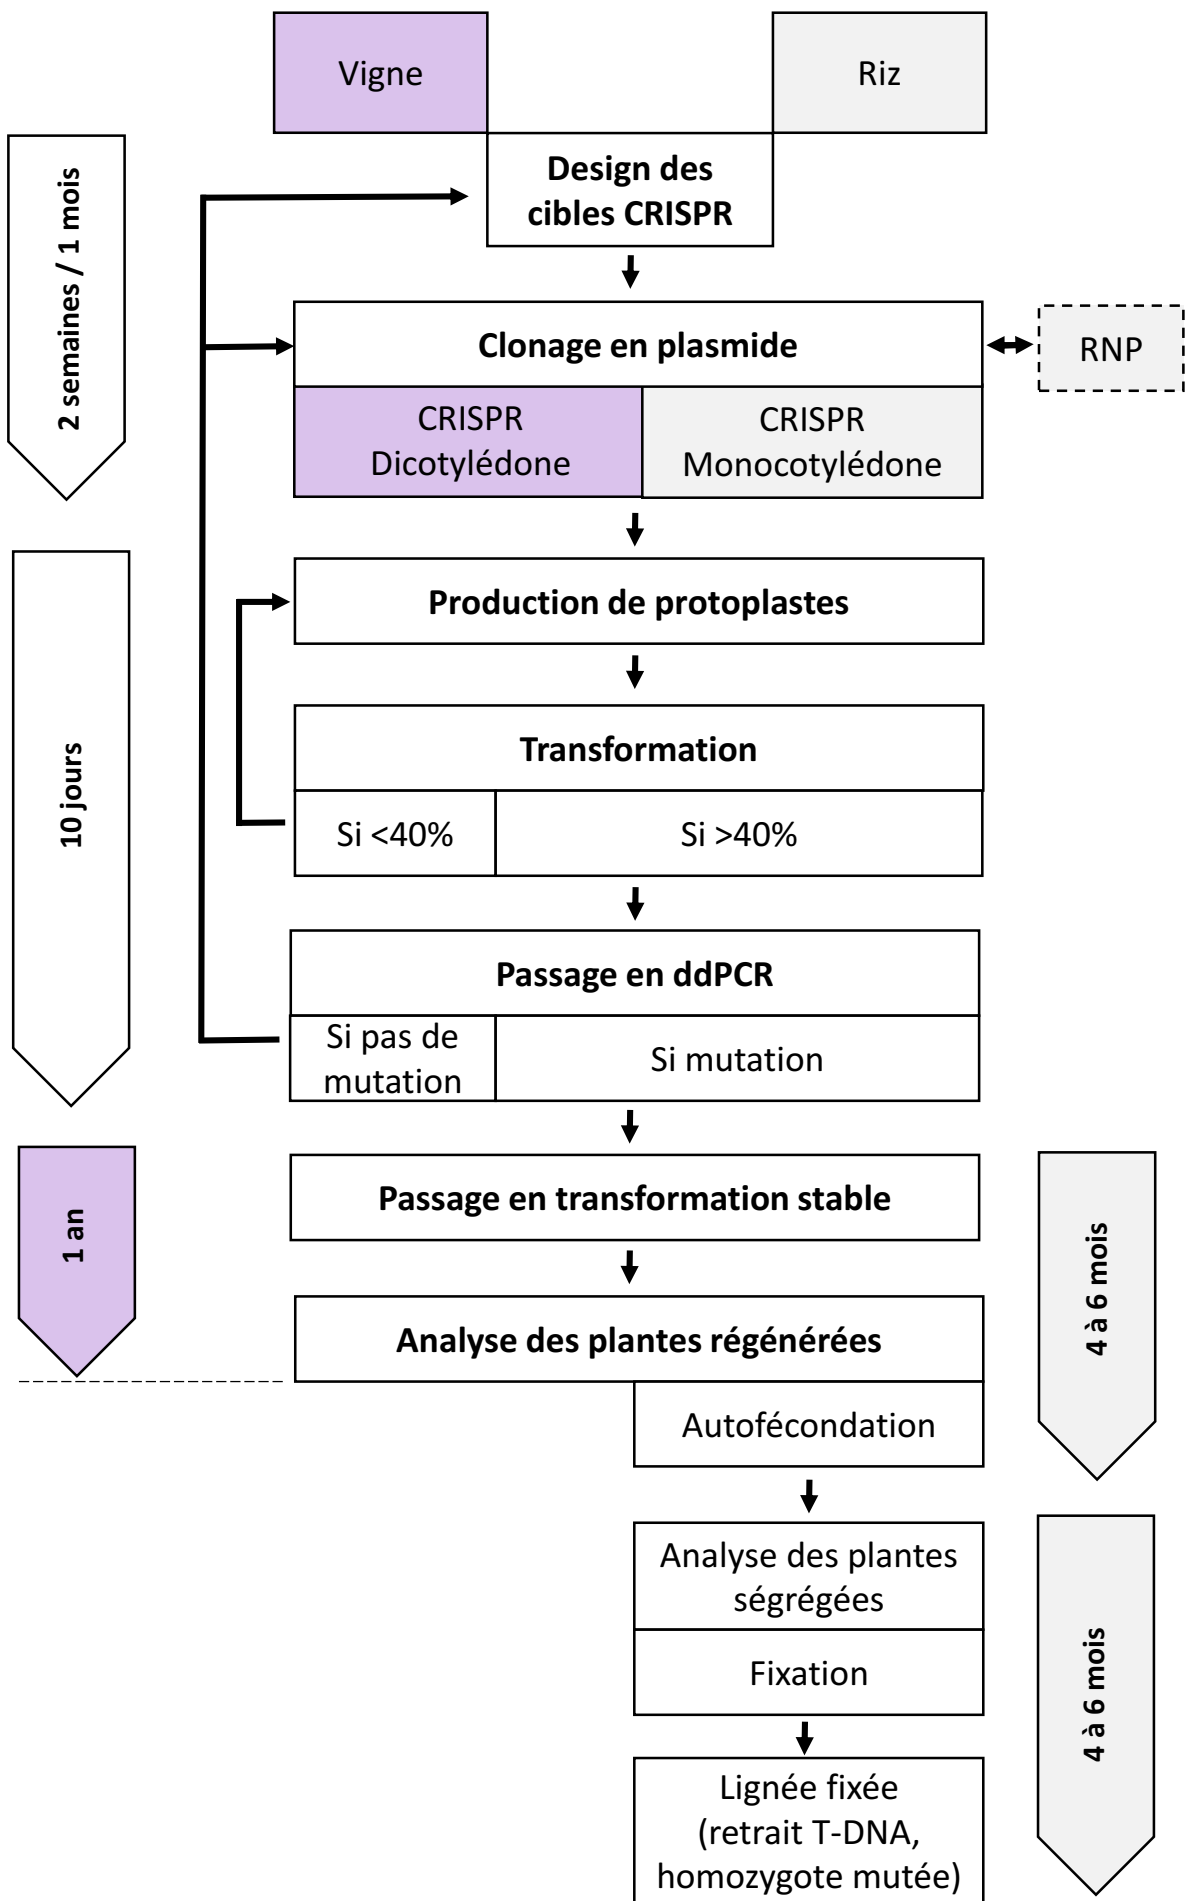 Vigne
Riz
Design des
cibles CRISPR
2 semaines / 1 mois
Clonage en plasmide
RNP
CRISPR
Dicotylédone
CRISPR
Monocotylédone
Production de protoplastes
10 jours
Transformation
Si <40%
Si >40%
Passage en ddPCR
Si pas de
mutation
Si mutation
Passage en transformation stable
1 an
4 à 6 mois
Analyse des plantes régénérées
Autofécondation
Analyse des plantes
ségrégées
Fixation
4 à 6 mois
Lignée fixée
(retrait T-DNA,
homozygote mutée)